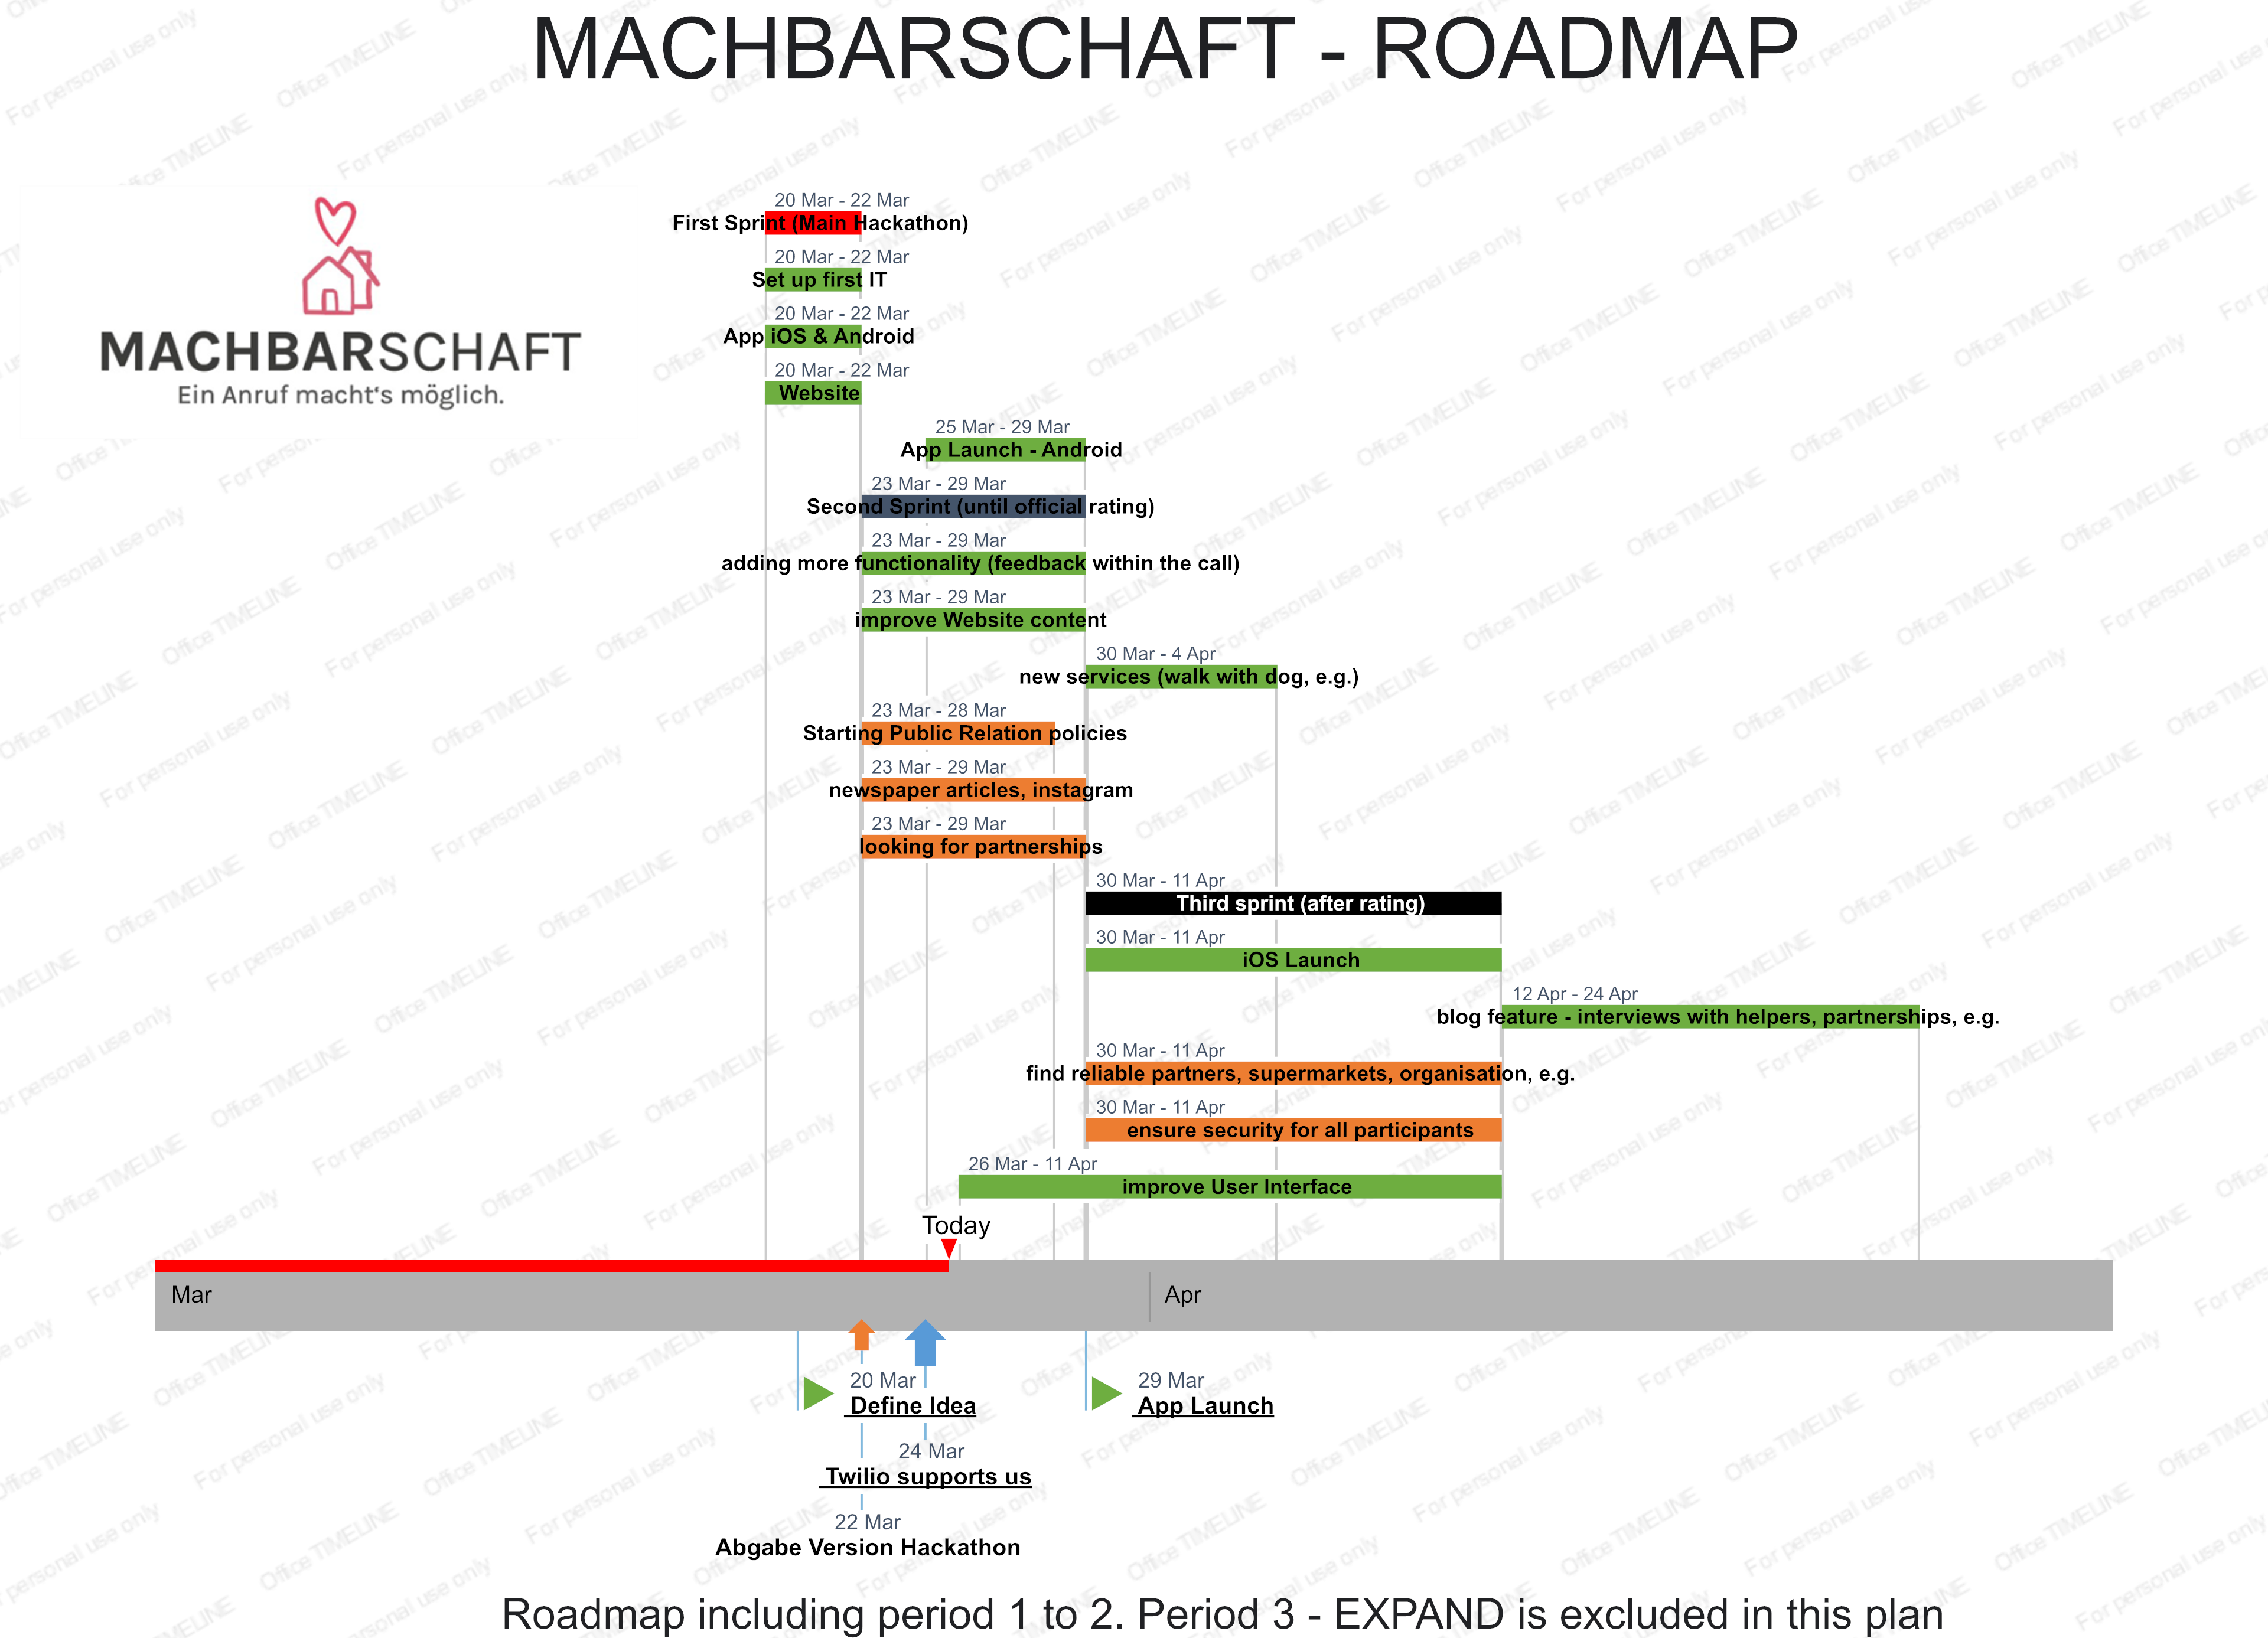 MACHBARSCHAFT - ROADMAP
MACHBARSCHAFT
Ein Anruf macht's möglich.
20 Mar - 22 Mar
First Sprint (Main Hackathon)
20 Mar - 22 Mar
Set up first IT
20 Mar - 22 Mar
App iOS & Android
20 Mar - 22 Mar
Website
25 Mar - 29 Mar
App Launch - Android
23 Mar - 29 Mar
Second Sprint (until official rating)
23 Mar - 29 Mar
adding more functionality (feedback within the call)
23 Mar - 29 Mar
improve Website content
30 Mar - 4 Apr
new services (walk with dog, e.g.)
23 Mar - 28 Mar
Starting Public Relation policies
23 Mar - 29 Mar
newspaper articles, instagram
23 Mar - 29 Mar
looking for partnerships
30 Mar - 11 Apr
Third sprint (after rating)
30 Mar - 11 Apr
iOS Launch
12 Apr - 24 Apr
blog feature - interviews with helpers, partnerships, e.g.
30 Mar - 11 Apr
find reliable partners, supermarkets, organisation, e.g.
30 Mar - 11 Apr
ensure security for all participants
26 Mar - 11 Apr
improve User Interface
Today
Mar
Apr
20 Mar
Define Idea
29 Mar
App Launch
24 Mar
Twilio supports us
22 Mar
Abgabe Version Hackathon
Roadmap including period 1 to 2. Period 3 - EXPAND is excluded in this plan
Office TIMELINE
For personal use only